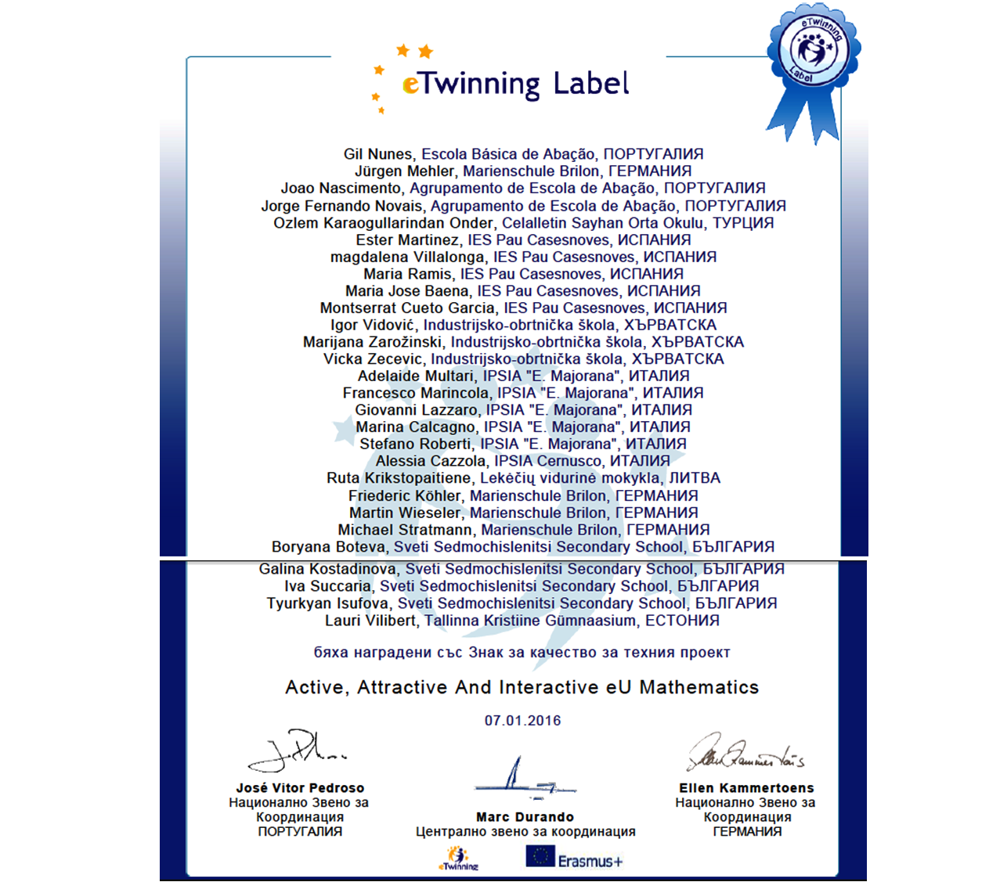 eTwinning Label
eTwinning
Label
Gil Nunes, Escola Básica de Abação, ПОРТУГАЛИЯ
Jürgen Mehler, Marienschule Brilon, ГЕРМАНИЯ
Joao Nascimento, Agrupamento de Escola de Abação, ПОРТУГАЛИЯ
Jorge Fernando Novais, Agrupamento de Escola de Abação, ПОРТУГАЛИЯ
Ozlem Karaogullarindan Onder, Celalletin Sayhan Orta Okulu, ТУРЦИЯ
Ester Martinez, IES Pau Casesnoves, ИСПАНИЯ
magdalena Villalonga, IES Pau Casesnoves, ИСПАНИЯ
Maria Ramis, IES Pau Casesnoves, ИСПАНИЯ
Maria Jose Baena, IES Pau Casesnoves, ИСПАНИЯ
Montserrat Cueto Garcia, IES Pau Casesnoves, ИСПАНИЯ
Igor Vidović, Industrijsko-obrtnička škola, ХЪРВАТСКА
Marijana Zarožinski, Industrijsko-obrtnička škola, ХЪРВАТСКА
Vicka Zecevic, Industrijsko-obrtnička škola, ХЪРВАТСКА
Adelaide Multari, IPSIA "E. Majorana", ИТАЛИЯ
Francesco Marincola, IPSIA "E. Majorana", ИТАЛИЯ
Giovanni Lazzaro, IPSIA "E. Majorana", ИТАЛИЯ
Marina Calcagno, IPSIA "E. Majorana", ИТАЛИЯ
Stefano Roberti, IPSIA "E. Majorana", ИТАЛИЯ
Alessia Cazzola, IPSIA Cernusco, ИТАЛИЯ
Ruta Krikstopaitiene, Lekėčių vidurinė mokykla, ЛИТВА
Friederic Köhler, Marienschule Brilon, ГЕРМАНИЯ
Martin Wieseler, Marienschule Brilon, ГЕРМАНИЯ
Michael Stratmann, Marienschule Brilon, ГЕРМАНИЯ
Boryana Boteva, Sveti Sedmochislenitsi Secondary School, БЪЛГАРИЯ
Galina Kostadinova, Sveti Sedmochislenitsi Secondary School, БЪЛГАРИЯ
Iva Succaria, Sveti Sedmochislenitsi Secondary School, БЪЛГАРИЯ
Tyurkyan Isufova, Sveti Sedmochislenitsi Secondary School, БЪЛГАРИЯ
Lauri Vilibert, Tallinna Kristiine Gümnaasium, ЕСТОНИЯ
бяха наградени със Знак за качество за техния проект
Active, Attractive And Interactive eU Mathematics
07.01.2016
José Vitor Pedroso
Национално Звено за
Координация
ПОРТУГАЛИЯ
Marc Durando
Централно звено за координация
Ellen Kammertoens
Национално Звено за
Координация
ГЕРМАНИЯ
eTwinning
Erasmus+